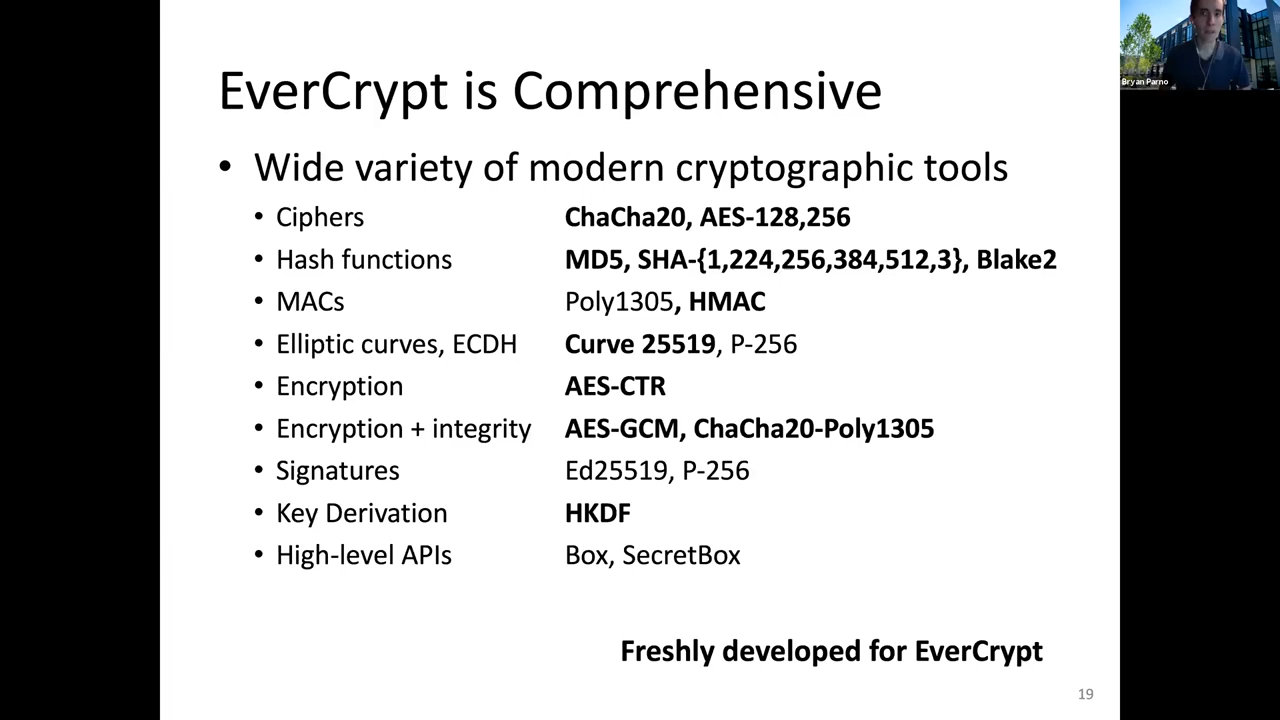 EverCrypt is Comprehensive
• Wide variety of modern cryptographic tools
• Ciphers ChaCha20, AES-128,256
• Hash functions MD5, SHA-{1,224,256,384,512,3}, Blake2
• MACs Poly1305, HMAC
• Elliptic curves, ECDH Curve 25519, P-256
• Encryption AES-CTR
• Encryption + integrity AES-GCM, ChaCha20-Poly1305
• Signatures Ed25519, P-256
• Key Derivation HKDF
• High-level APIs Box, SecretBox
Freshly developed for EverCrypt
19
Bryan Parno